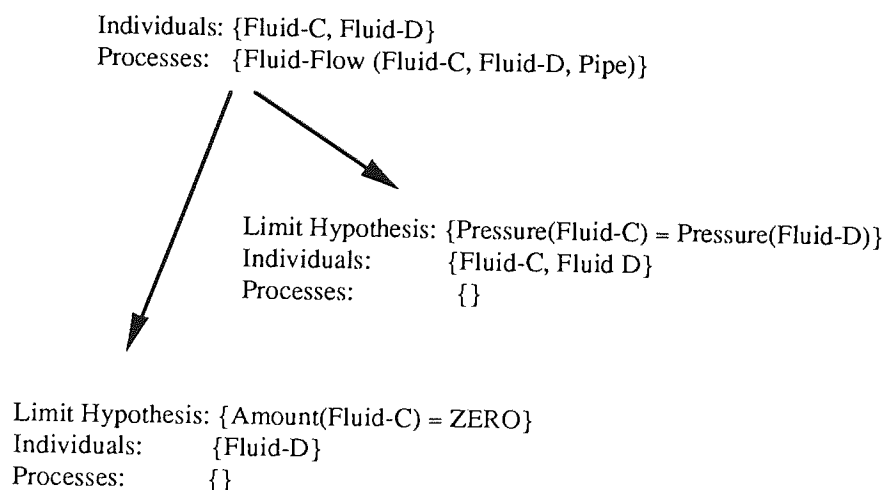 Individuals: {Fluid-C, Fluid-D}
Processes: {Fluid-Flow (Fluid-C, Fluid-D, Pipe)}
Limit Hypothesis: {Pressure(Fluid-C) = Pressure(Fluid-D)}
Individuals: {Fluid-C, Fluid D}
Processes: {}
Limit Hypothesis: {Amount(Fluid-C) = ZERO}
Individuals: {Fluid-D}
Processes: {}